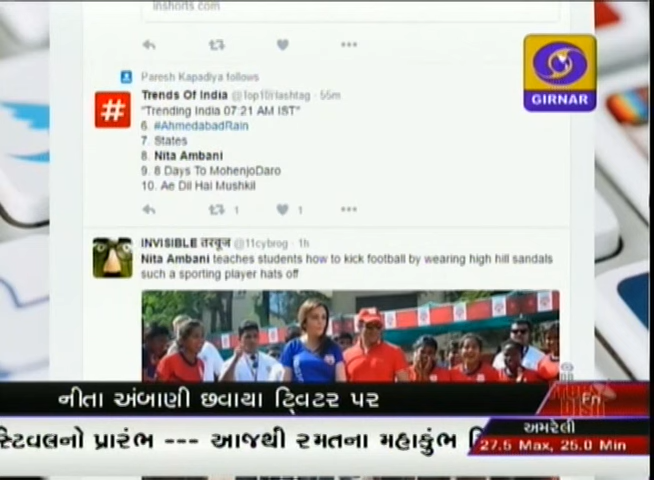 inshorts.com
Paresh Kapadiya follows
Trends Of India @Top10Hashtag · 55m
"Trending India 07:21 AM IST"
6. #AhmedabadRain
7. States
8. Nita Ambani
9. 8 Days To MohenjoDaro
10. Ae Dil Hai Mushkil
1 1
INVISIBLE तरबूज @11cybrog · 1h
Nita Ambani teaches students how to kick football by wearing high hill sandals
such a sporting player hats off
GIRNAR
નીતા અંબાણી છવાયા ટ્વિટર પર
અમરેલી
સ્ટિવલનો પ્રારંભ --- આજથી રમતના મહાકુંભ
27.5 Max, 25.0 Min